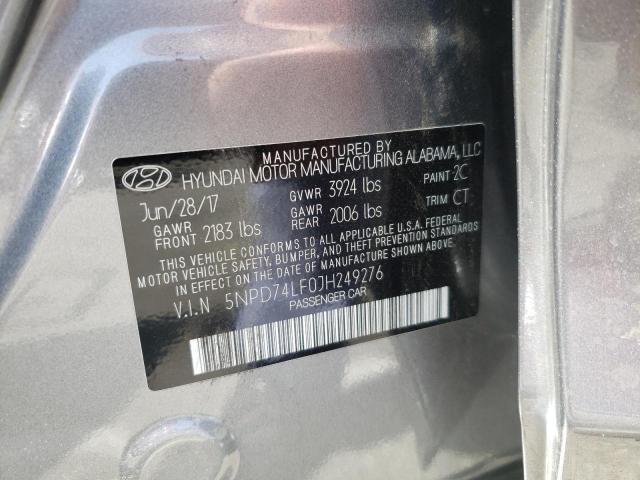 MANUFACTURED BY
HYUNDAI MOTOR MANUFACTURING ALABAMA, LLC
Jun/28/17 GVWR 3924 lbs PAINT 2C
GAWR FRONT 2183 lbs GAWR REAR 2006 lbs TRIM CT
THIS VEHICLE CONFORMS TO ALL APPLICABLE U.S.A. FEDERAL
MOTOR VEHICLE SAFETY, BUMPER, AND THEFT PREVENTION STANDARDS
IN EFFECT ON THE DATE OF MANUFACTURE SHOWN ABOVE.
V.I.N 5NPD74LF0JH249276
PASSENGER CAR